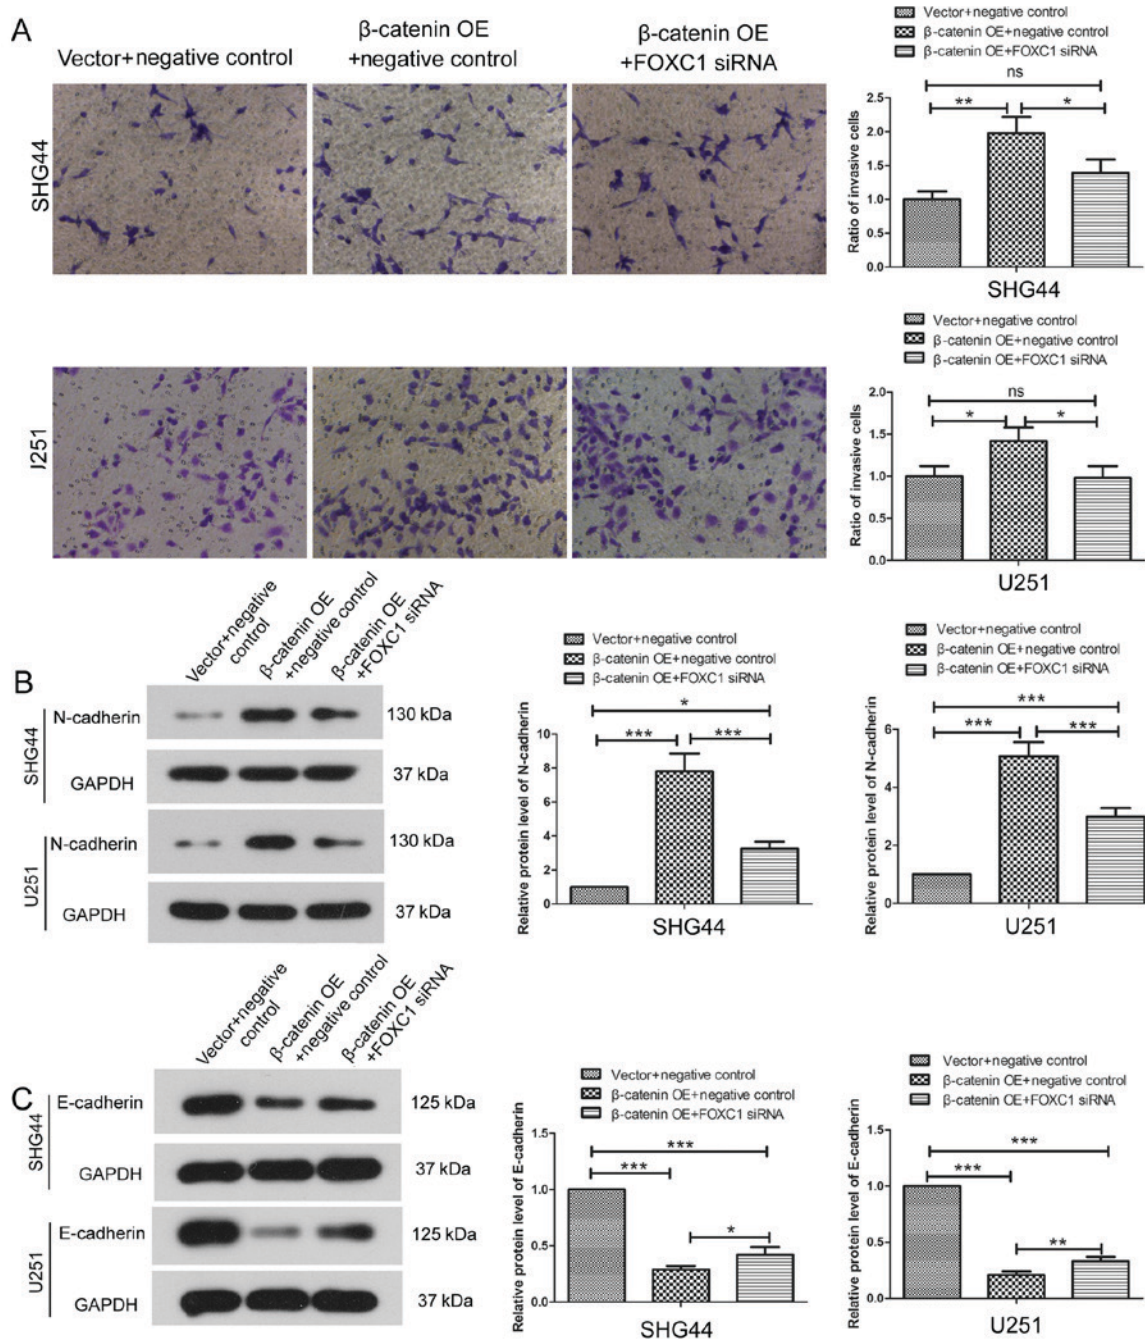 A
Vector+negative control
β-catenin OE
+negative control
β-catenin OE
+FOXC1 siRNA
SHG44
Vector+negative control
β-catenin OE+negative control
β-catenin OE+FOXC1 siRNA
ns
**
*
2.5
2.0
1.5
1.0
0.5
0.0
Ratio of invasive cells
SHG44
J251
Vector+negative control
β-catenin OE+negative control
β-catenin OE+FOXC1 siRNA
ns
*
*
2.0
1.5
1.0
0.5
0.0
Ratio of invasive cells
U251
B
Vector+negative
control
β-catenin OE
+negative control
β-catenin OE
+FOXC1 siRNA
SHG44
N-cadherin
130 kDa
GAPDH
37 kDa
U251
N-cadherin
130 kDa
GAPDH
37 kDa
Vector+negative control
β-catenin OE+negative control
β-catenin OE+FOXC1 siRNA
*
***
***
10
8
6
4
2
0
Relative protein level of N-cadherin
SHG44
Vector+negative control
β-catenin OE+negative control
β-catenin OE+FOXC1 siRNA
***
***
***
6
4
2
0
Relative protein level of N-cadherin
U251
C
Vector+negative
control
β-catenin OE
+negative control
β-catenin OE
+FOXC1 siRNA
SHG44
E-cadherin
125 kDa
GAPDH
37 kDa
U251
E-cadherin
125 kDa
GAPDH
37 kDa
Vector+negative control
β-catenin OE+negative control
β-catenin OE+FOXC1 siRNA
***
***
*
1.5
1.0
0.5
0.0
Relative protein level of E-cadherin
SHG44
Vector+negative control
β-catenin OE+negative control
β-catenin OE+FOXC1 siRNA
***
***
**
1.5
1.0
0.5
0.0
Relative protein level of E-cadherin
U251